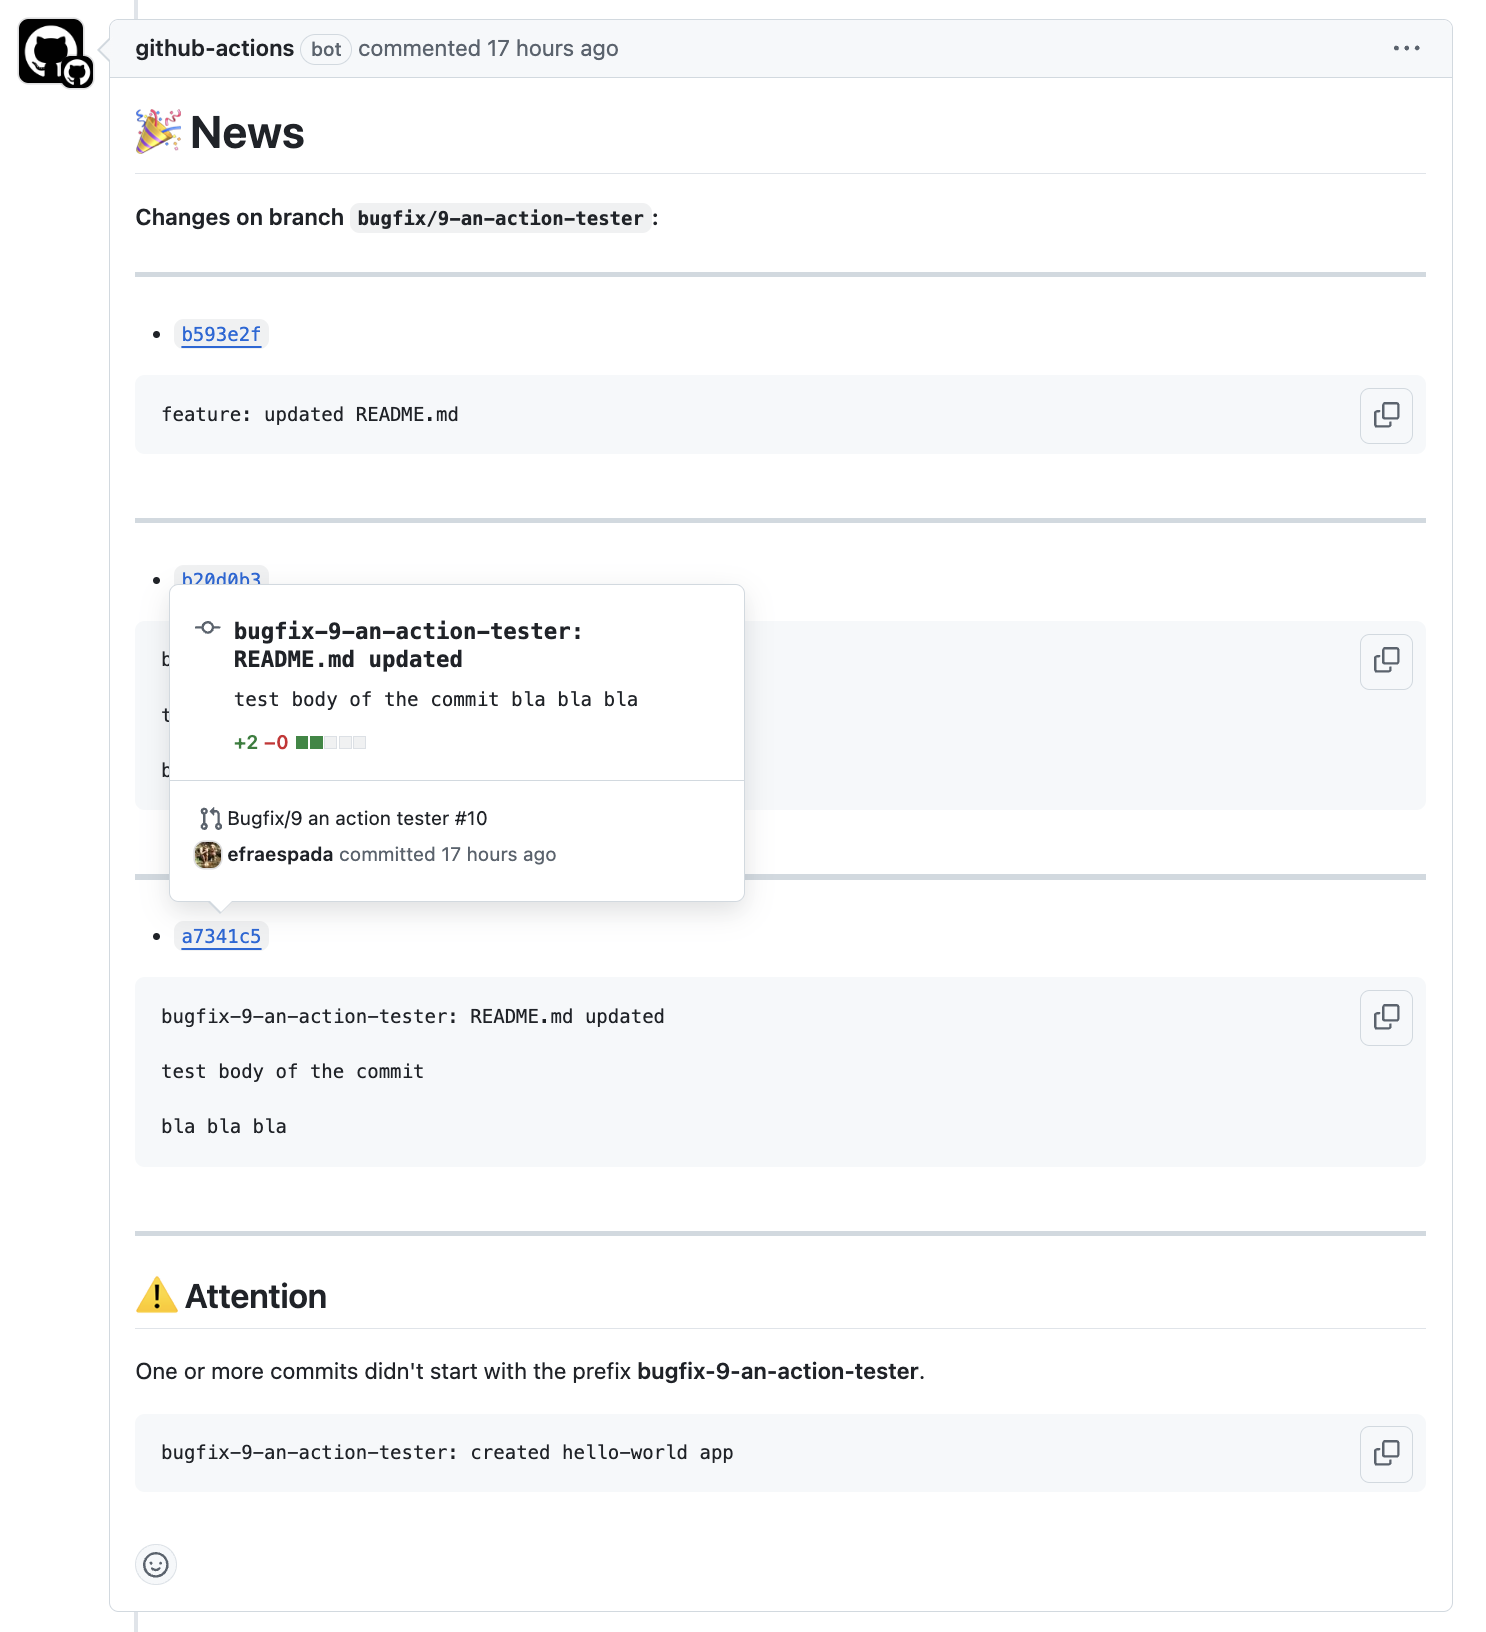 github-actions bot commented 17 hours ago
News
Changes on branch bugfix/9-an-action-tester:
b593e2f
feature: updated README.md
b20d0b3
bugfix-9-an-action-tester:
README.md updated
test body of the commit bla bla bla
+2 −0
Bugfix/9 an action tester #10
efraespada committed 17 hours ago
a7341c5
bugfix-9-an-action-tester: README.md updated
test body of the commit
bla bla bla
Attention
One or more commits didn't start with the prefix bugfix-9-an-action-tester.
bugfix-9-an-action-tester: created hello-world app